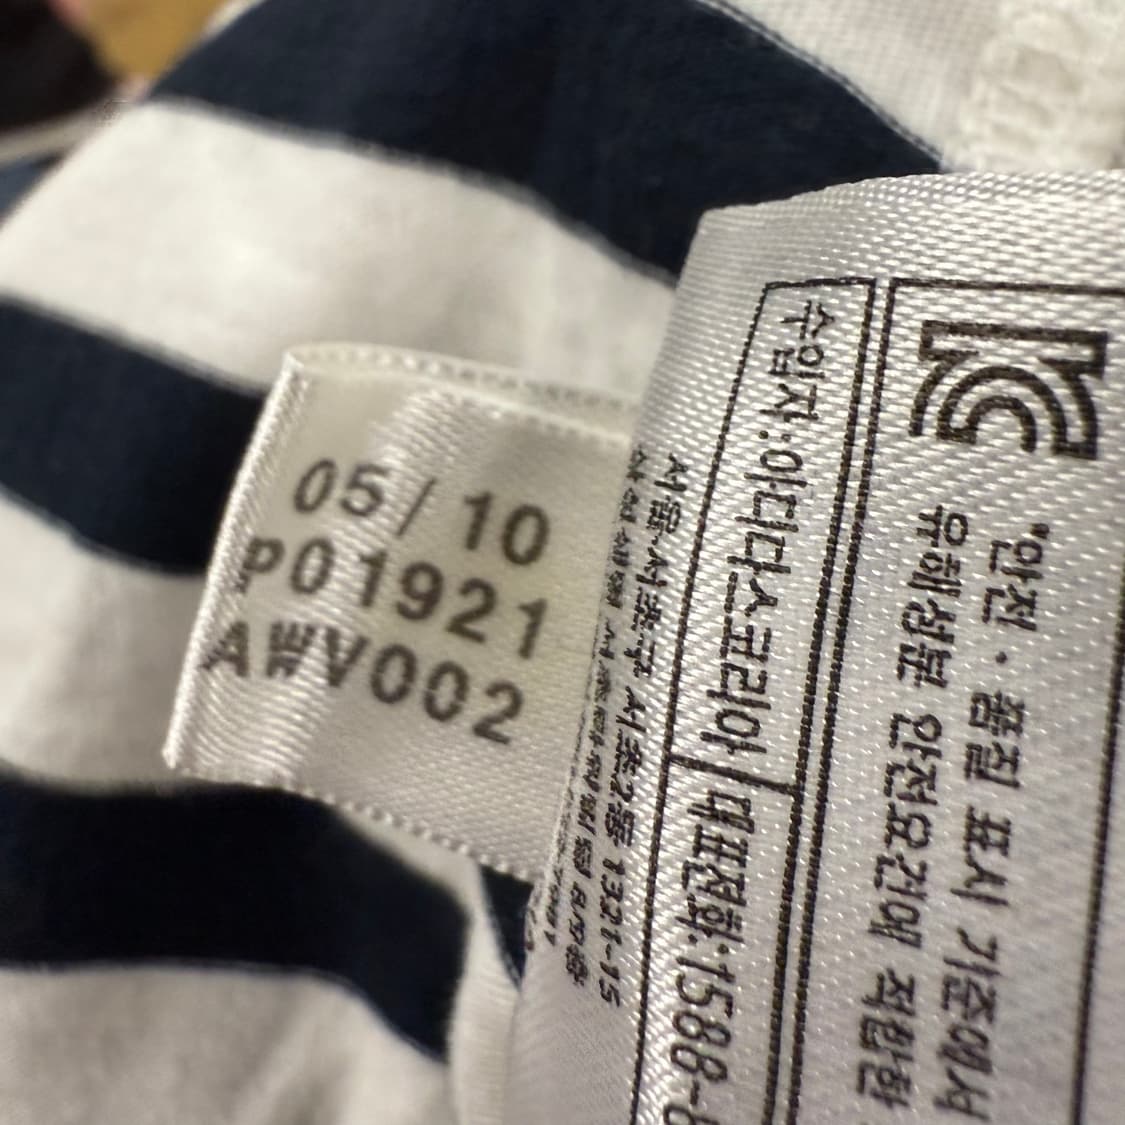 05/10
P01921
AWV002
KC
안전·품질 표시 기준에서
유해성분 안전요건에 적합한
수입자:아디다스코리아
대표전화:1588-8
서울 서초구 서초2동 1321-15